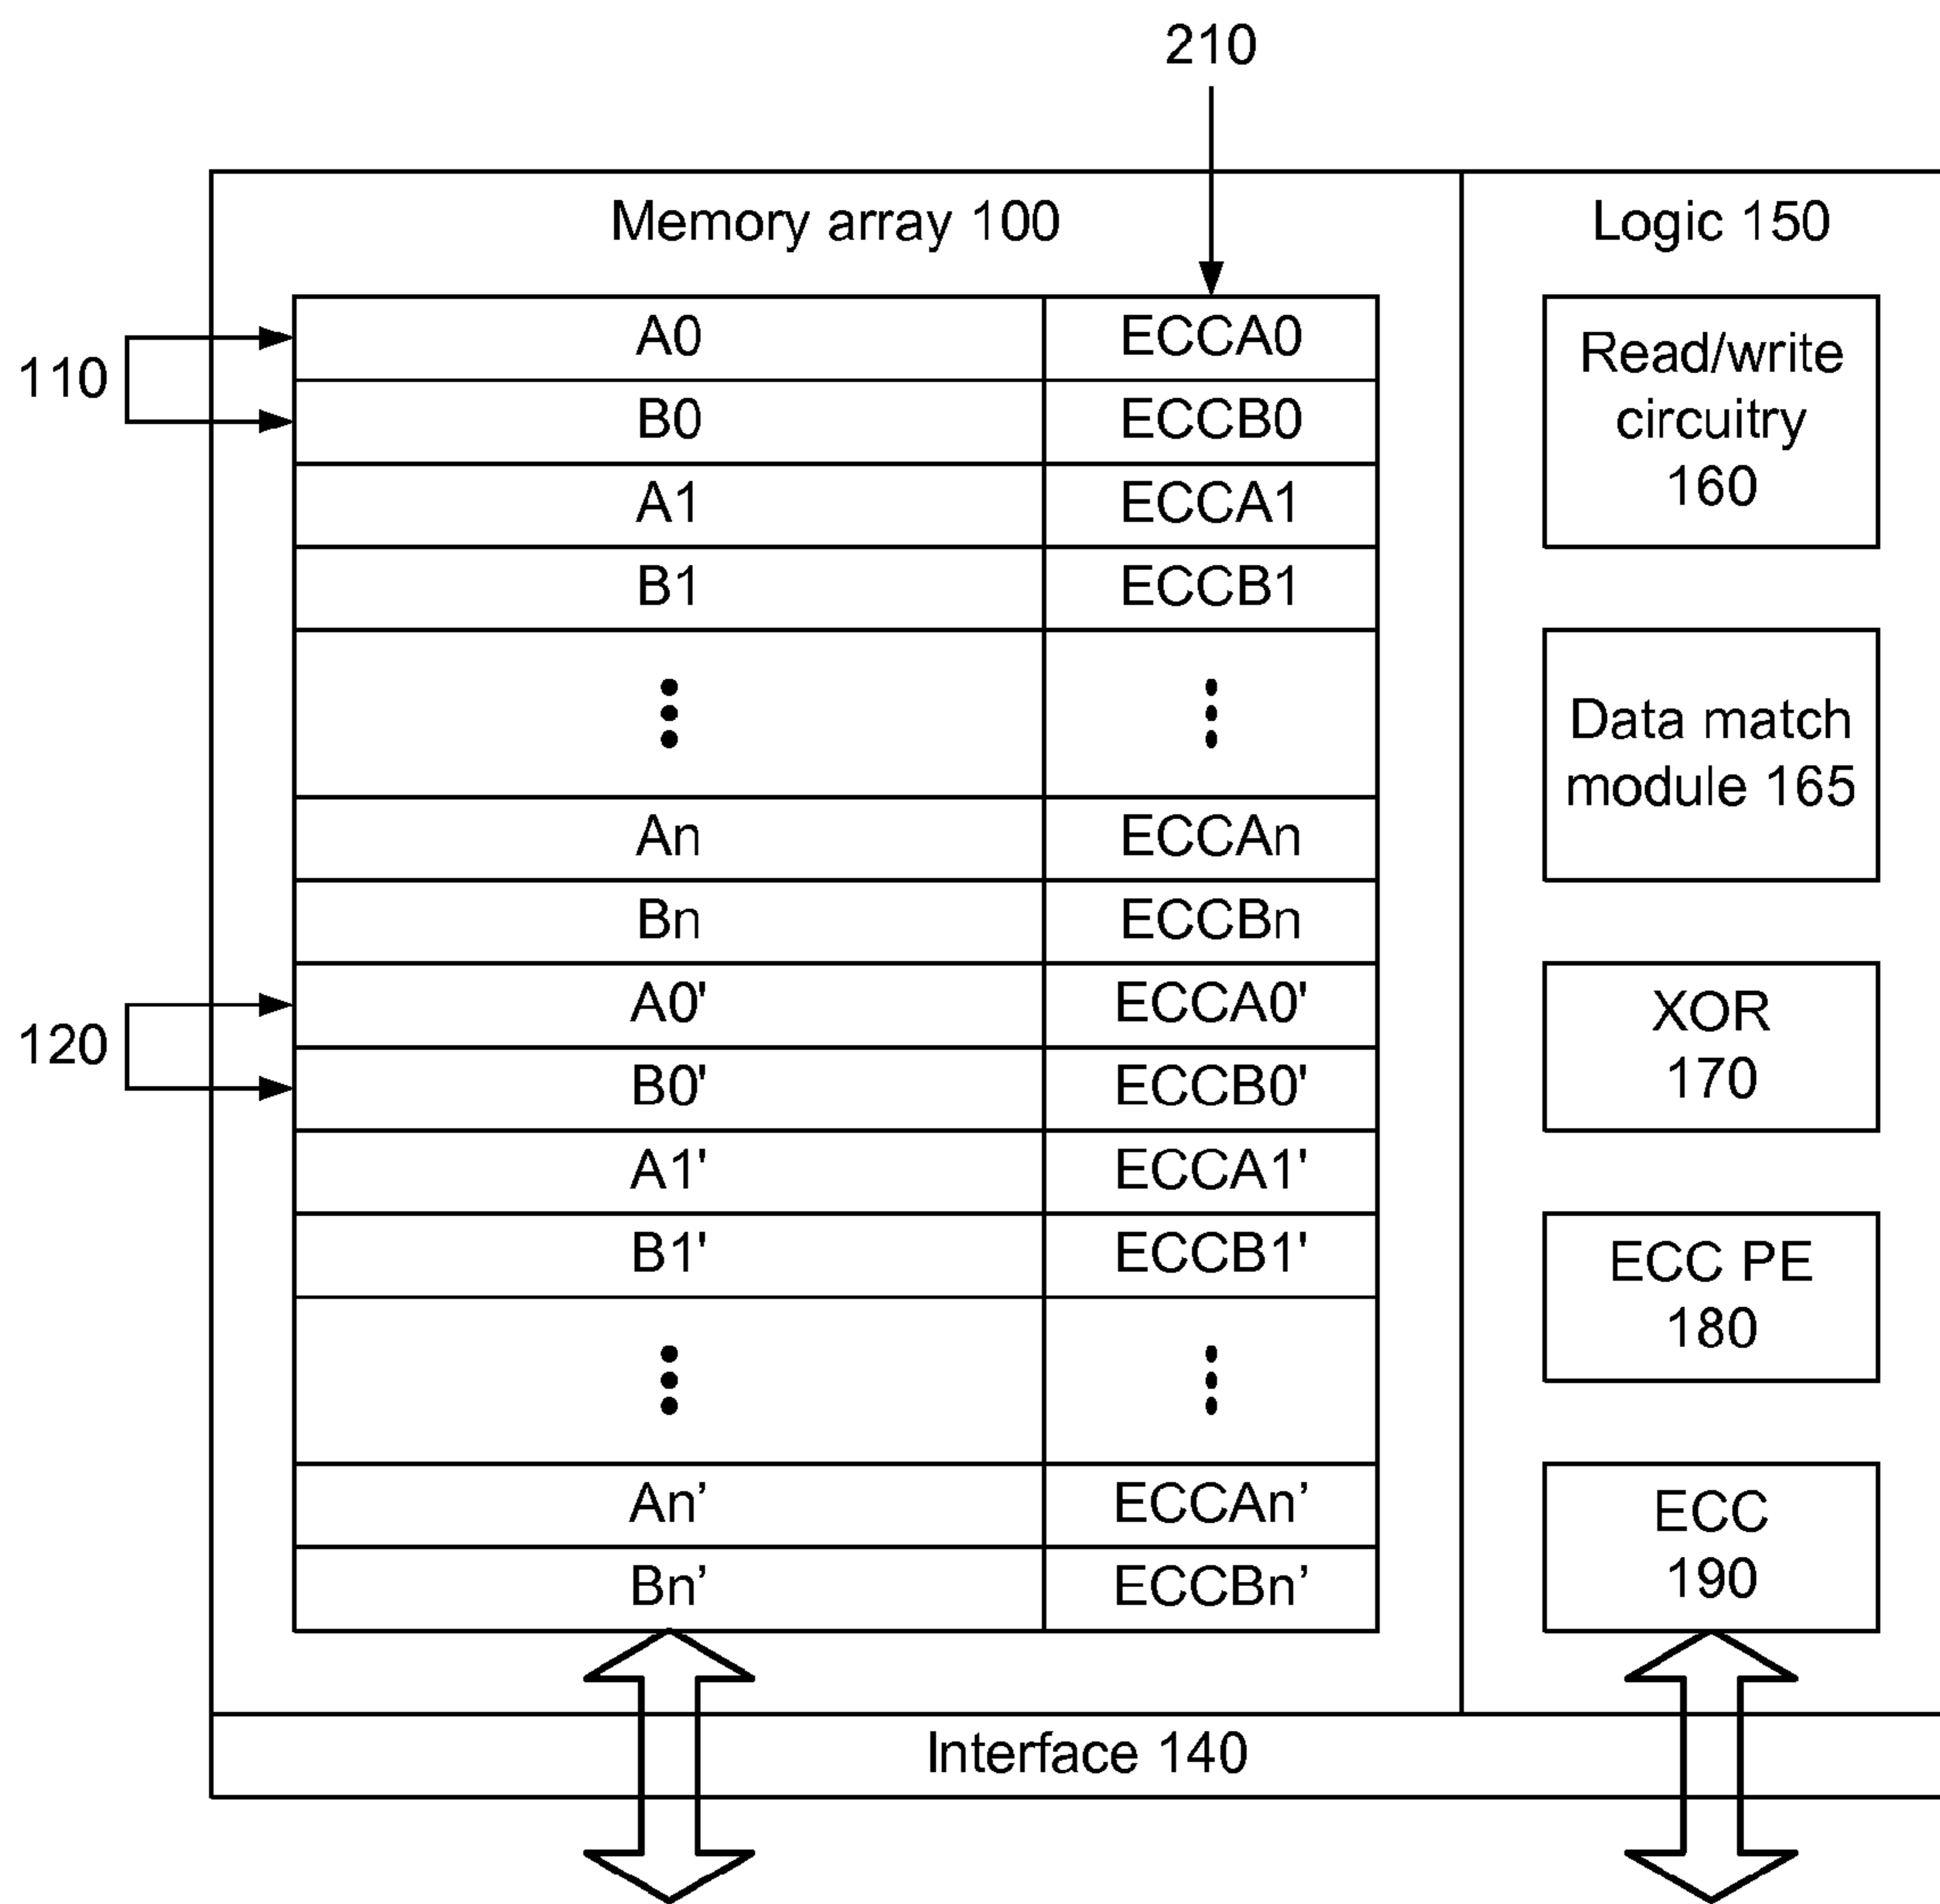 210
Memory array 100
Logic 150
110
A0 ECCA0
B0 ECCB0
A1 ECCA1
B1 ECCB1
An ECCAn
Bn ECCBn
120
A0' ECCA0'
B0' ECCB0'
A1' ECCA1'
B1' ECCB1'
An’ ECCAn’
Bn’ ECCBn’
Read/write
circuitry
160
Data match
module 165
XOR
170
ECC PE
180
ECC
190
Interface 140